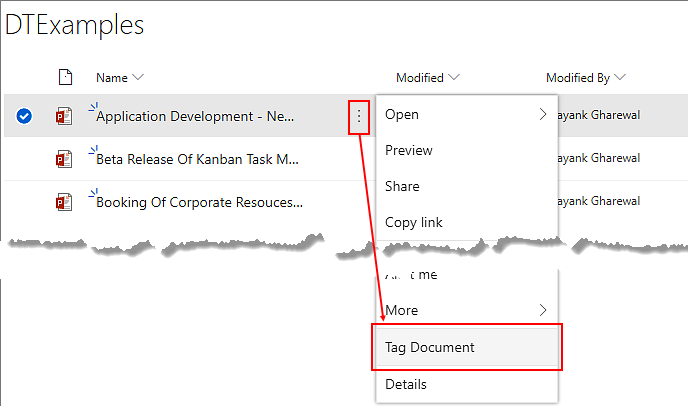 DTExamples
Name Modified Modified By
Application Development - Ne... Open ayank Gharewal
Preview
Beta Release Of Kanban Task M... ayank Gharewal
Share
Booking Of Corporate Resouces... ayank Gharewal
Copy link
me
More
Tag Document
Details